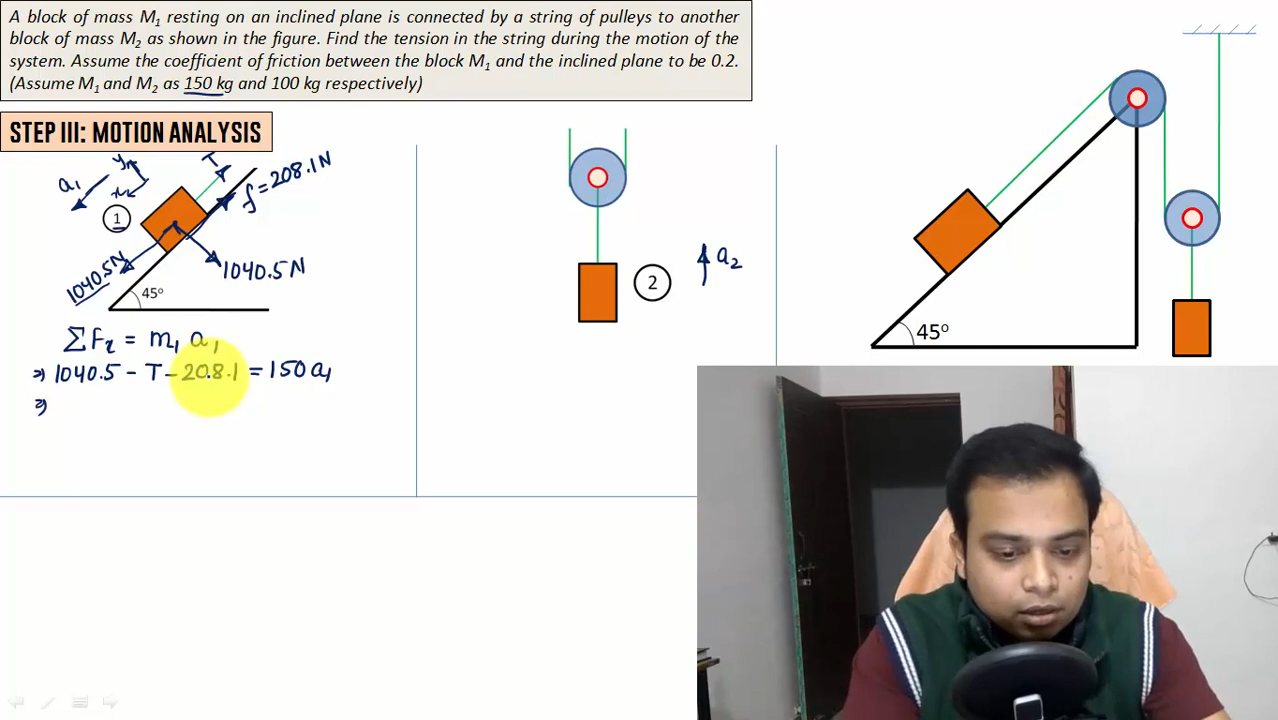 A block of mass M1 resting on an inclined plane is connected by a string of pulleys to another
block of mass M2 as shown in the figure. Find the tension in the string during the motion of the
system. Assume the coefficient of friction between the block M1 and the inclined plane to be 0.2.
(Assume M1 and M2 as 150 kg and 100 kg respectively)
STEP III: MOTION ANALYSIS
a1
y
x
T
f = 208.1N
1
1040.5N
1040.5N
45º
ΣFx = m1 a1
⇒ 1040.5 - T - 208.1 = 150a1
⇒
2
a2
45º